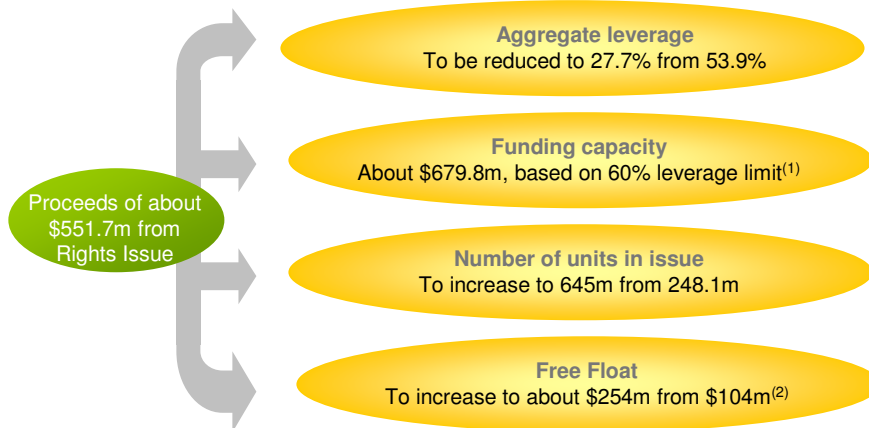 Aggregate leverage
To be reduced to 27.7% from 53.9%
Funding capacity
About $679.8m, based on 60% leverage limit(1)
Proceeds of about
$551.7m from
Rights Issue
Number of units in issue
To increase to 645m from 248.1m
Free Float
To increase to about $254m from $104m(2)